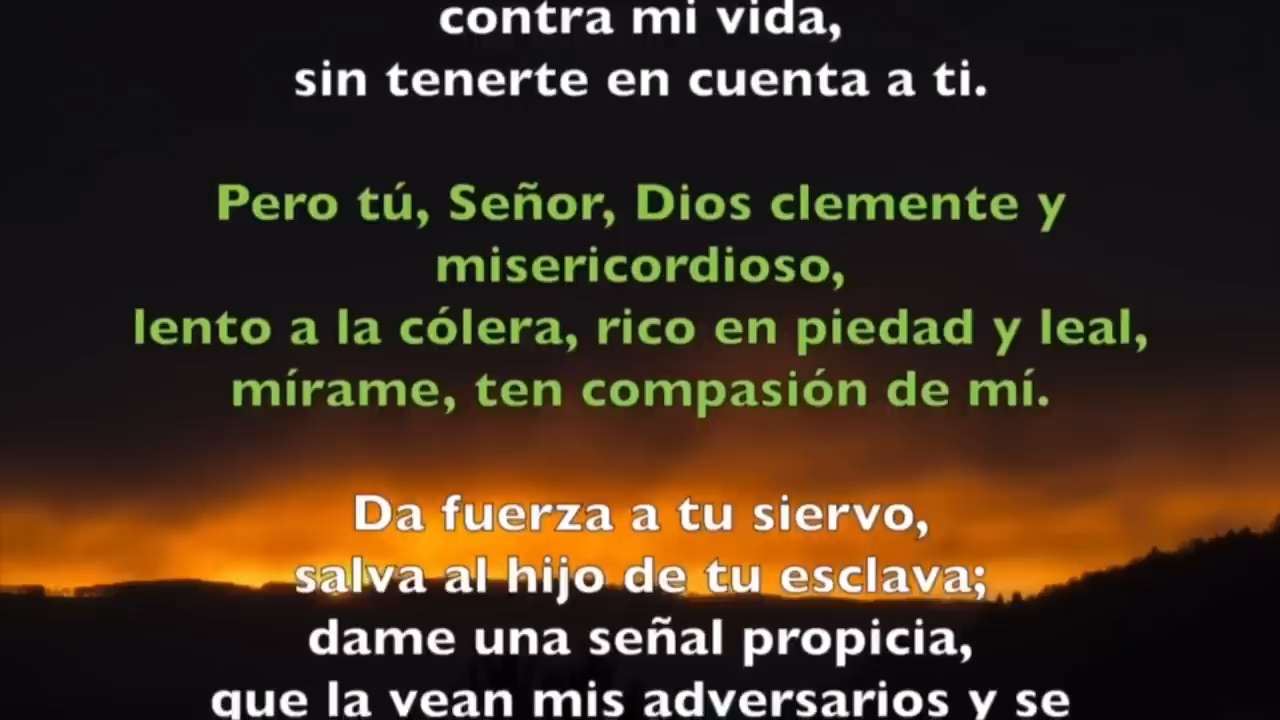 contra mi vida,
sin tenerte en cuenta a ti.
Pero tú, Señor, Dios clemente y
misericordioso,
lento a la cólera, rico en piedad y leal,
mírame, ten compasión de mí.
Da fuerza a tu siervo,
salva al hijo de tu esclava;
dame una señal propicia,
que la vean mis adversarios y se